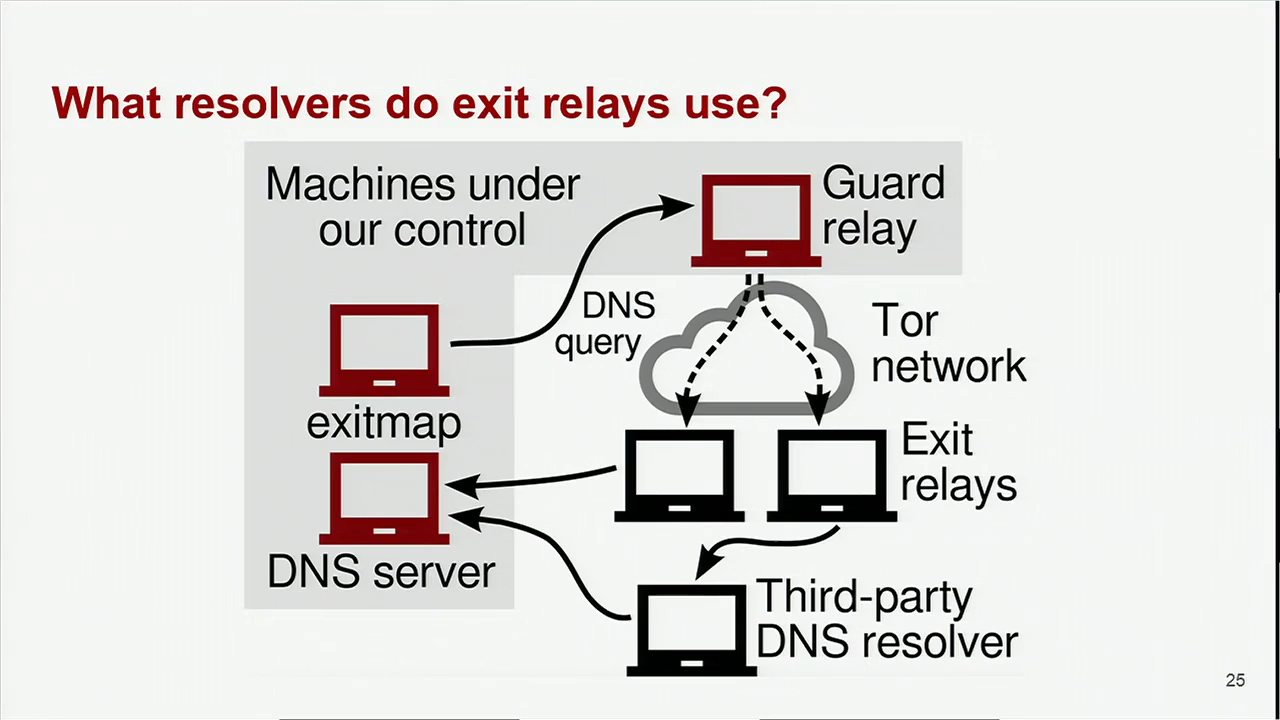 What resolvers do exit relays use?
Machines under
our control
Guard
relay
DNS
query
Tor
network
exitmap
Exit
relays
DNS server
Third-party
DNS resolver
25